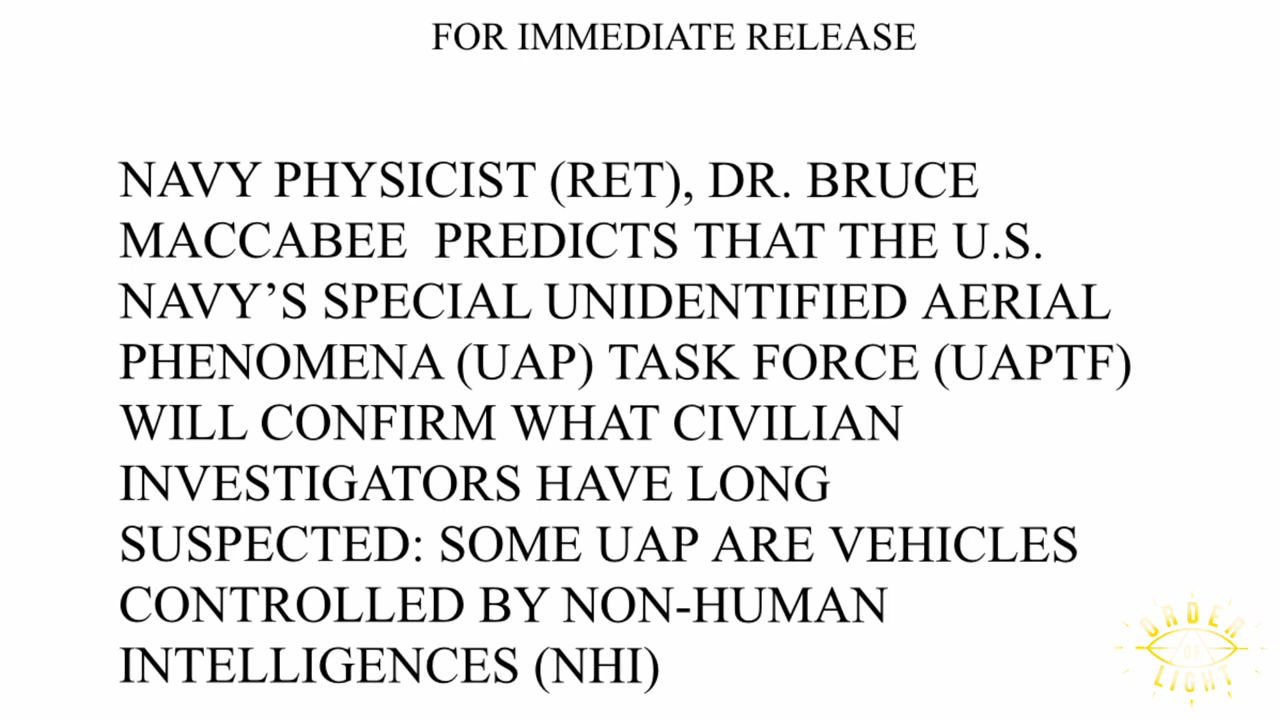 FOR IMMEDIATE RELEASE
NAVY PHYSICIST (RET), DR. BRUCE
MACCABEE  PREDICTS THAT THE U.S.
NAVY’S SPECIAL UNIDENTIFIED AERIAL
PHENOMENA (UAP) TASK FORCE (UAPTF)
WILL CONFIRM WHAT CIVILIAN
INVESTIGATORS HAVE LONG
SUSPECTED: SOME UAP ARE VEHICLES
CONTROLLED BY NON-HUMAN
INTELLIGENCES (NHI)
ORDER
OF
LIGHT